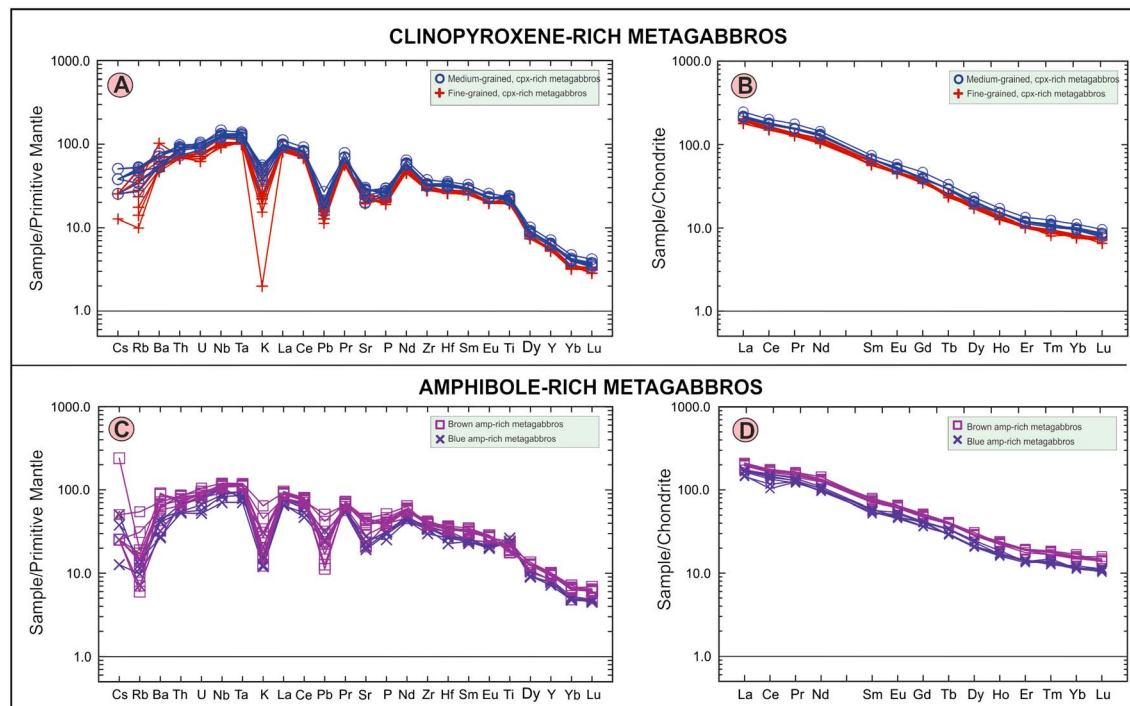 CLINOPYROXENE-RICH METAGABBROS
A
Medium-grained, cpx-rich metagabbros
Fine-grained, cpx-rich metagabbros
Sample/Primitive Mantle
1000.0
100.0
10.0
1.0
Cs Rb Ba Th U Nb Ta K La Ce Pb Pr Sr P Nd Zr Hf Sm Eu Ti Dy Y Yb Lu
B
Medium-grained, cpx-rich metagabbros
Fine-grained, cpx-rich metagabbros
Sample/Chondrite
1000.0
100.0
10.0
1.0
La Ce Pr Nd Sm Eu Gd Tb Dy Ho Er Tm Yb Lu
AMPHIBOLE-RICH METAGABBROS
C
Brown amp-rich metagabbros
Blue amp-rich metagabbros
Sample/Primitive Mantle
1000.0
100.0
10.0
1.0
Cs Rb Ba Th U Nb Ta K La Ce Pb Pr Sr P Nd Zr Hf Sm Eu Ti Dy Y Yb Lu
D
Brown amp-rich metagabbros
Blue amp-rich metagabbros
Sample/Chondrite
1000.0
100.0
10.0
1.0
La Ce Pr Nd Sm Eu Gd Tb Dy Ho Er Tm Yb Lu